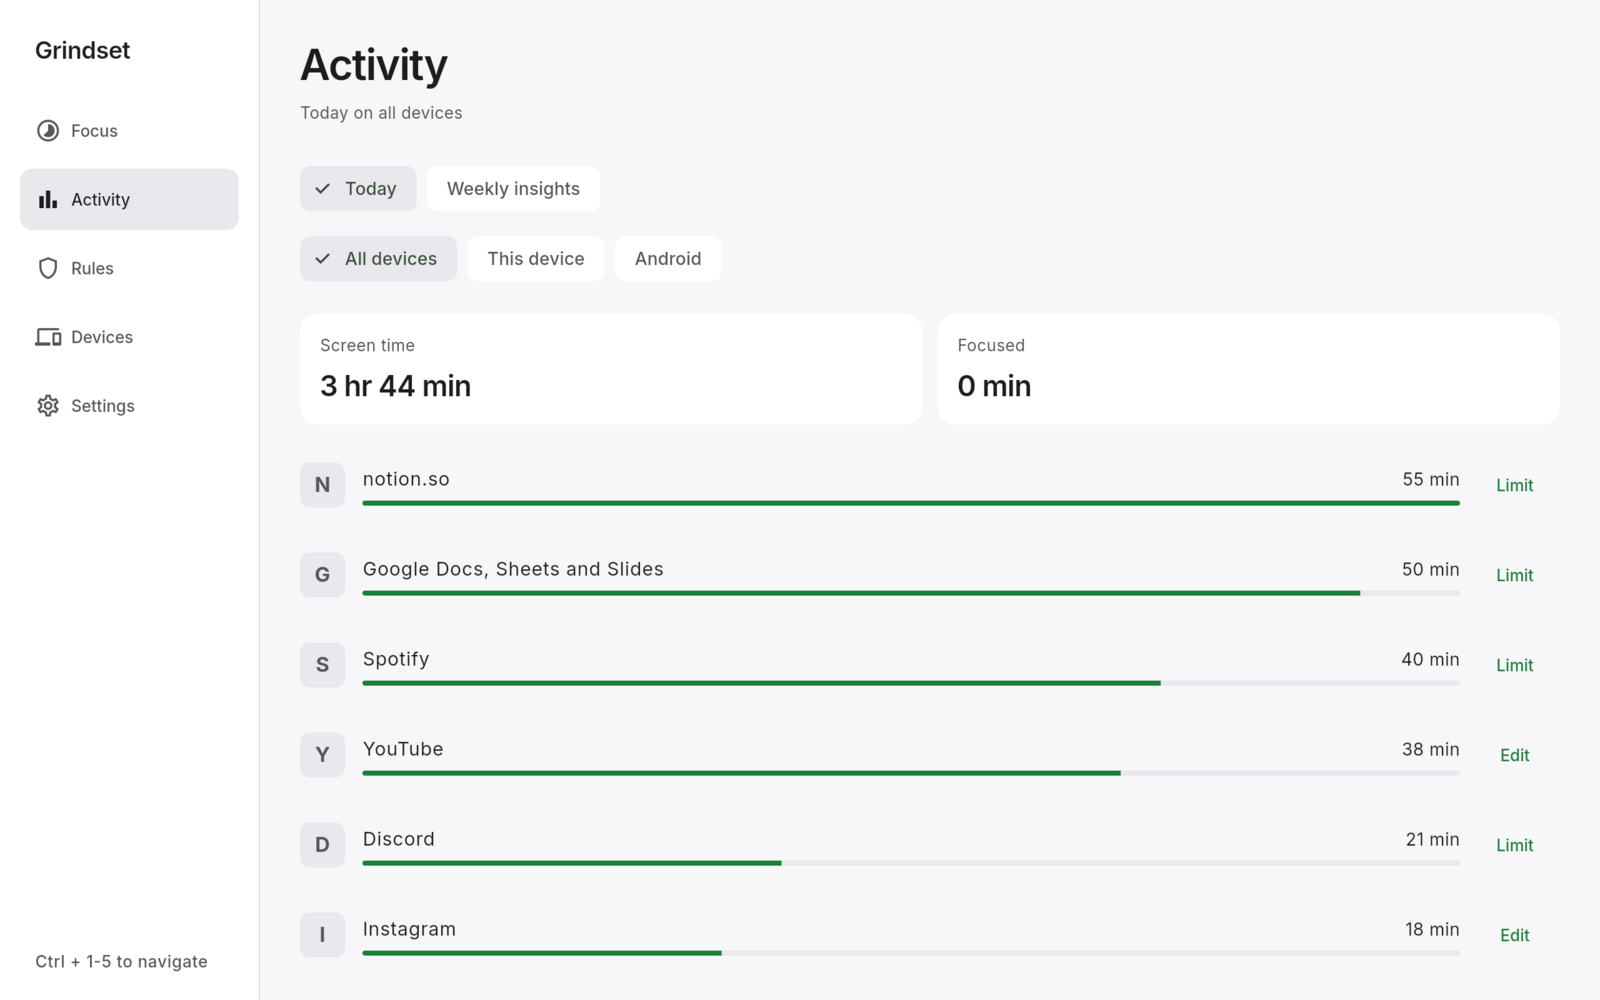 Grindset
Focus
Activity
Rules
Devices
Settings
Ctrl + 1-5 to navigate
Activity
Today on all devices
Today
Weekly insights
All devices
This device
Android
Screen time
3 hr 44 min
Focused
0 min
N
notion.so
55 min
Limit
G
Google Docs, Sheets and Slides
50 min
Limit
S
Spotify
40 min
Limit
Y
YouTube
38 min
Edit
D
Discord
21 min
Limit
I
Instagram
18 min
Edit